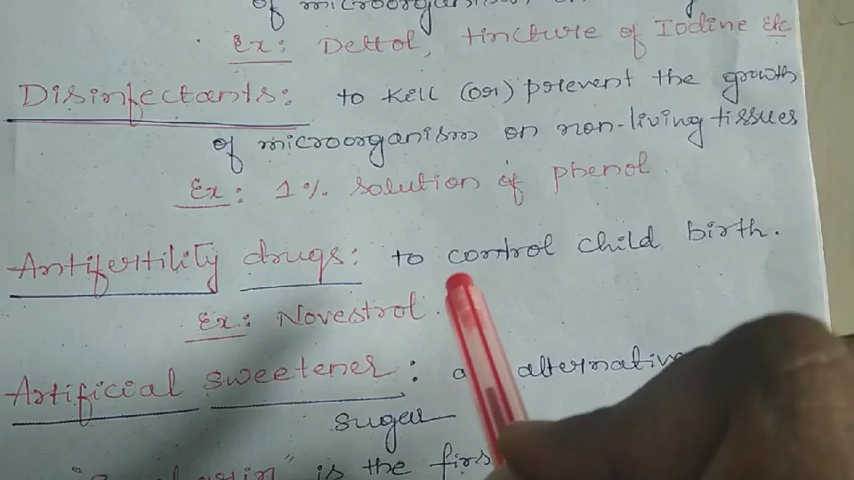 of microorganism
Ex: Dettol, tincture of Iodine etc
Disinfectants: to kill (or) prevent the growth
of microorganism on non-living tissues
Ex: 1% solution of phenol
Antifertility drugs: to control child birth.
Ex: Novestrol.
Artificial sweetener: alternative
sugar
is the